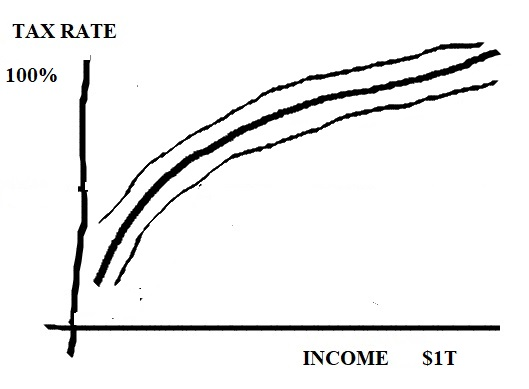 TAX RATE
100%
INCOME $1T